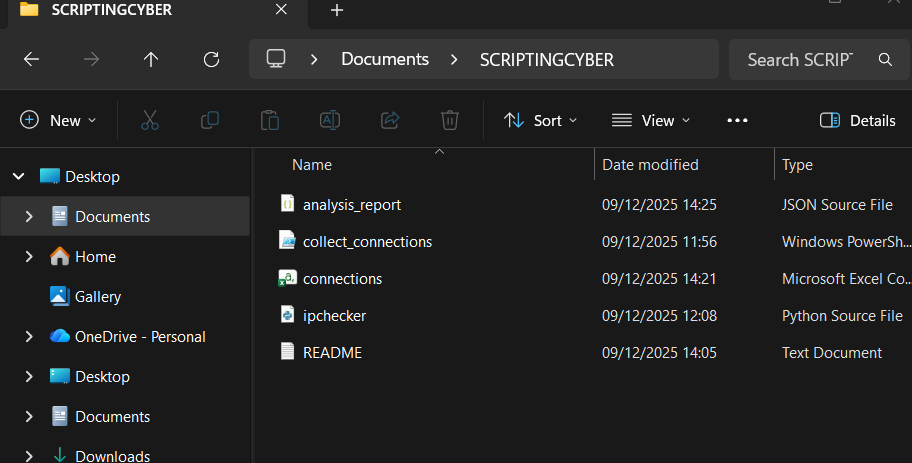 SCRIPTINGCYBER
Documents > SCRIPTINGCYBER
Search SCRIP
New
Sort
View
Details
Name Date modified Type
Desktop
Documents
Home
Gallery
OneDrive - Personal
Desktop
Documents
Downloads
analysis_report 09/12/2025 14:25 JSON Source File
collect_connections 09/12/2025 11:56 Windows PowerSh...
connections 09/12/2025 14:21 Microsoft Excel Co...
ipchecker 09/12/2025 12:08 Python Source File
README 09/12/2025 14:05 Text Document